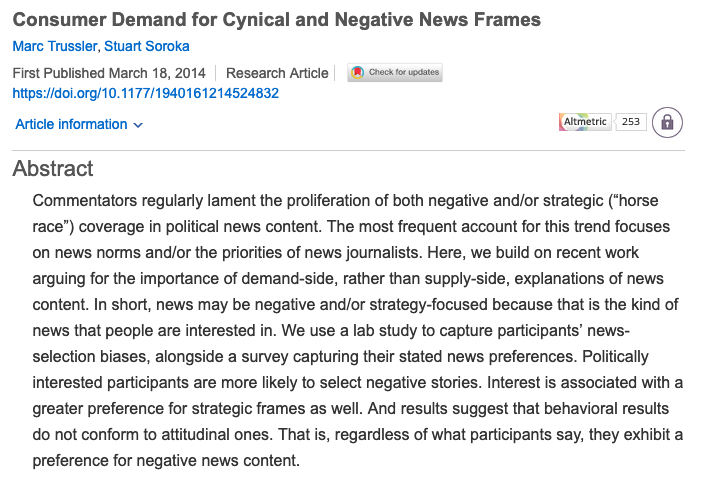 Consumer Demand for Cynical and Negative News Frames
Marc Trussler, Stuart Soroka
First Published March 18, 2014 Research Article Check for updates
https://doi.org/10.1177/1940161214524832
Article information
Altmetric 253
Abstract
Commentators regularly lament the proliferation of both negative and/or strategic (“horse
race”) coverage in political news content. The most frequent account for this trend focuses
on news norms and/or the priorities of news journalists. Here, we build on recent work
arguing for the importance of demand-side, rather than supply-side, explanations of news
content. In short, news may be negative and/or strategy-focused because that is the kind of
news that people are interested in. We use a lab study to capture participants’ news-
selection biases, alongside a survey capturing their stated news preferences. Politically
interested participants are more likely to select negative stories. Interest is associated with a
greater preference for strategic frames as well. And results suggest that behavioral results
do not conform to attitudinal ones. That is, regardless of what participants say, they exhibit a
preference for negative news content.